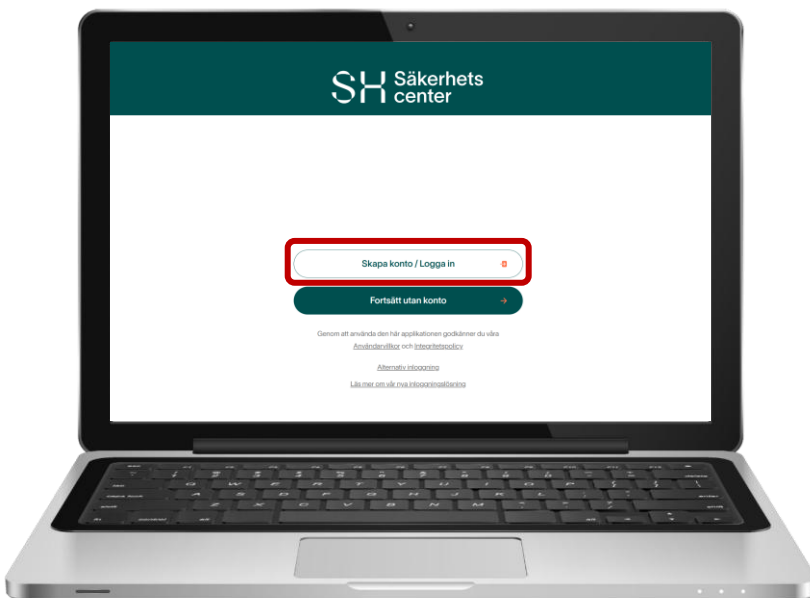 SH Säkerhets
center
Skapa konto / Logga in
Fortsätt utan konto
Genom att använda den här applikationen godkänner du våra
Användarvillkor och Integritetspolicy
Alternativ inloggning
Läs mer om vår nya inloggningslösning